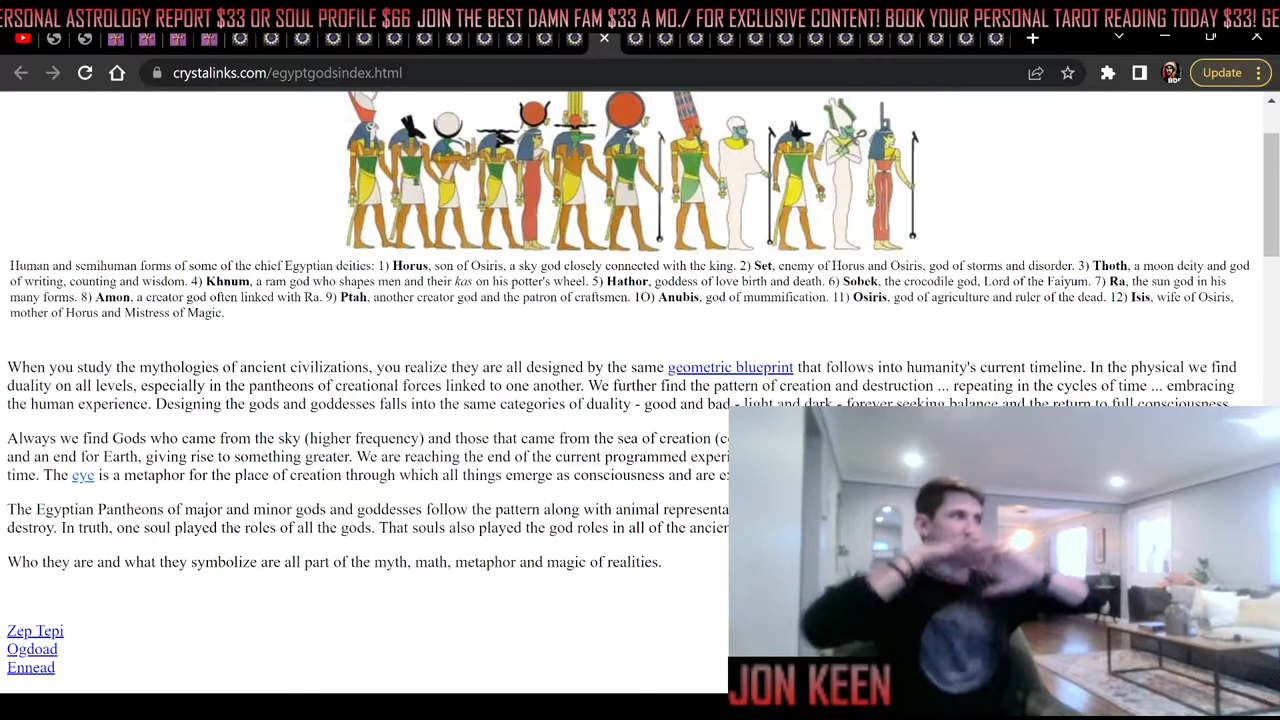 ERSONAL ASTROLOGY REPORT $33 OR SOUL PROFILE $66 JOIN THE BEST DAMN FAM $33 A MO./ FOR EXCLUSIVE CONTENT! BOOK YOUR PERSONAL TAROT READING TODAY $33! GE
crystalinks.com/egyptgodsindex.html
Update
Human and semihuman forms of some of the chief Egyptian deities: 1) Horus, son of Osiris, a sky god closely connected with the king. 2) Set, enemy of Horus and Osiris, god of storms and disorder. 3) Thoth, a moon deity and god
of writing, counting and wisdom. 4) Khnum, a ram god who shapes men and their kas on his potter's wheel. 5) Hathor, goddess of love birth and death. 6) Sobek, the crocodile god, Lord of the Faiyum. 7) Ra, the sun god in his
many forms. 8) Amon, a creator god often linked with Ra. 9) Ptah, another creator god and the patron of craftsmen. 1O) Anubis, god of mummification. 11) Osiris, god of agriculture and ruler of the dead. 12) Isis, wife of Osiris,
mother of Horus and Mistress of Magic.
When you study the mythologies of ancient civilizations, you realize they are all designed by the same geometric blueprint that follows into humanity's current timeline. In the physical we find
duality on all levels, especially in the pantheons of creational forces linked to one another. We further find the pattern of creation and destruction ... repeating in the cycles of time ... embracing
the human experience. Designing the gods and goddesses falls into the same categories of duality - good and bad - light and dark - forever seeking balance and the return to full consciousness.
Always we find Gods who came from the sky (higher frequency) and those that came from the sea of creation (c
and an end for Earth, giving rise to something greater. We are reaching the end of the current programmed experi
time. The eye is a metaphor for the place of creation through which all things emerge as consciousness and are e
The Egyptian Pantheons of major and minor gods and goddesses follow the pattern along with animal representa
destroy. In truth, one soul played the roles of all the gods. That souls also played the god roles in all of the ancien
Who they are and what they symbolize are all part of the myth, math, metaphor and magic of realities.
Zep Tepi
Ogdoad
Ennead
JON KEEN